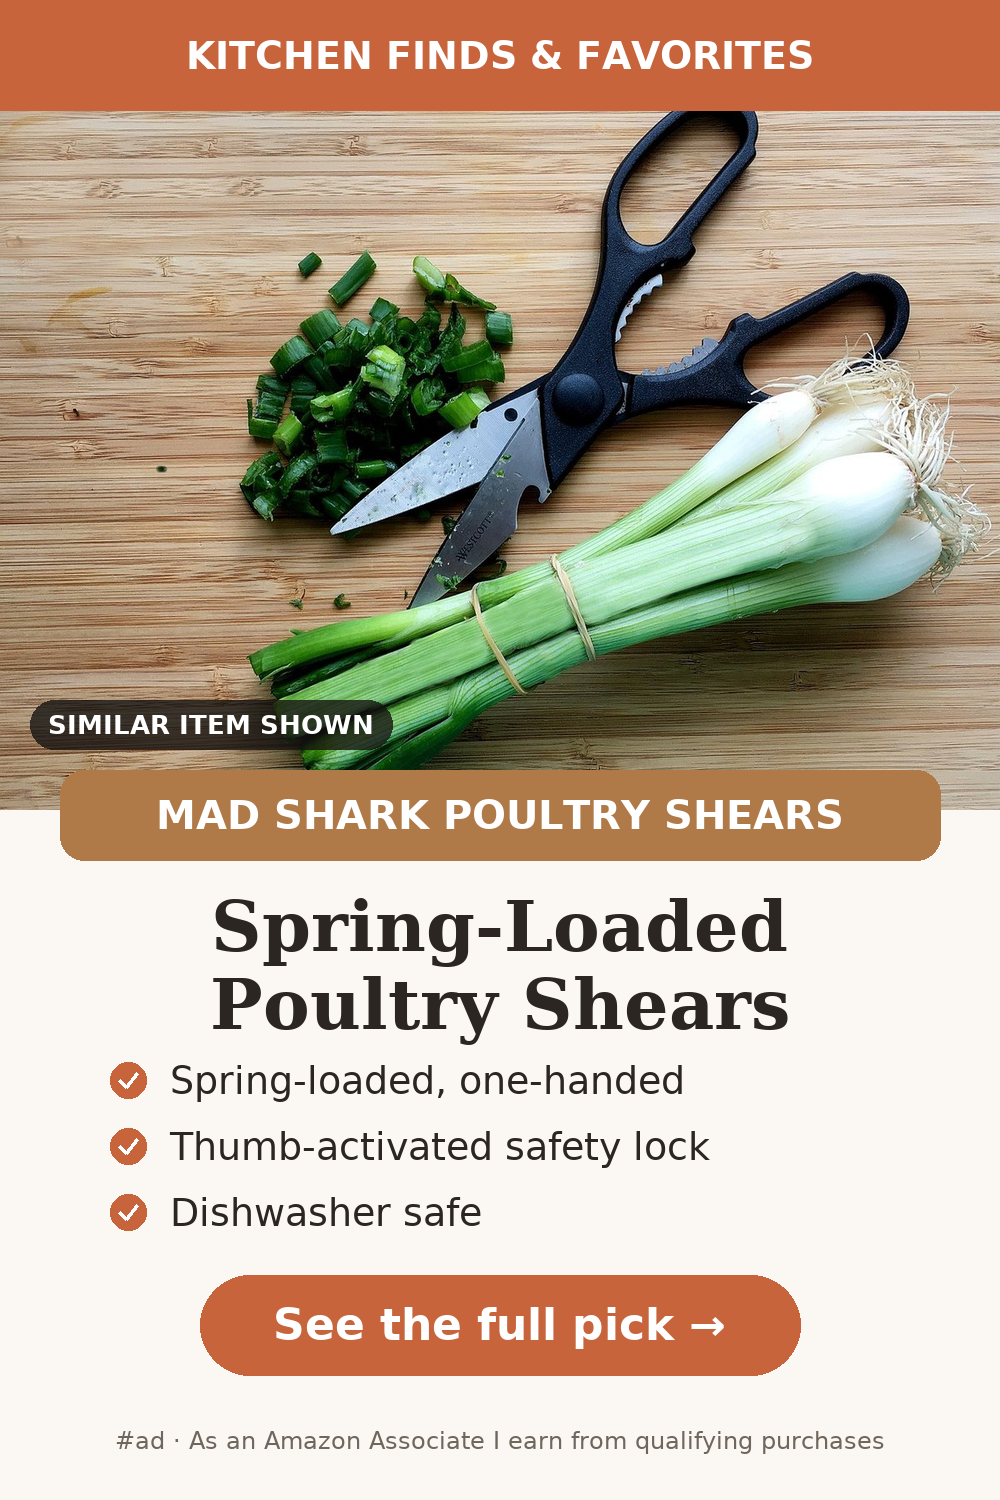 KITCHEN FINDS & FAVORITES
WESTCOTT
SIMILAR ITEM SHOWN
MAD SHARK POULTRY SHEARS
Spring-Loaded
Poultry Shears
Spring-loaded, one-handed
Thumb-activated safety lock
Dishwasher safe
See the full pick →
#ad · As an Amazon Associate I earn from qualifying purchases